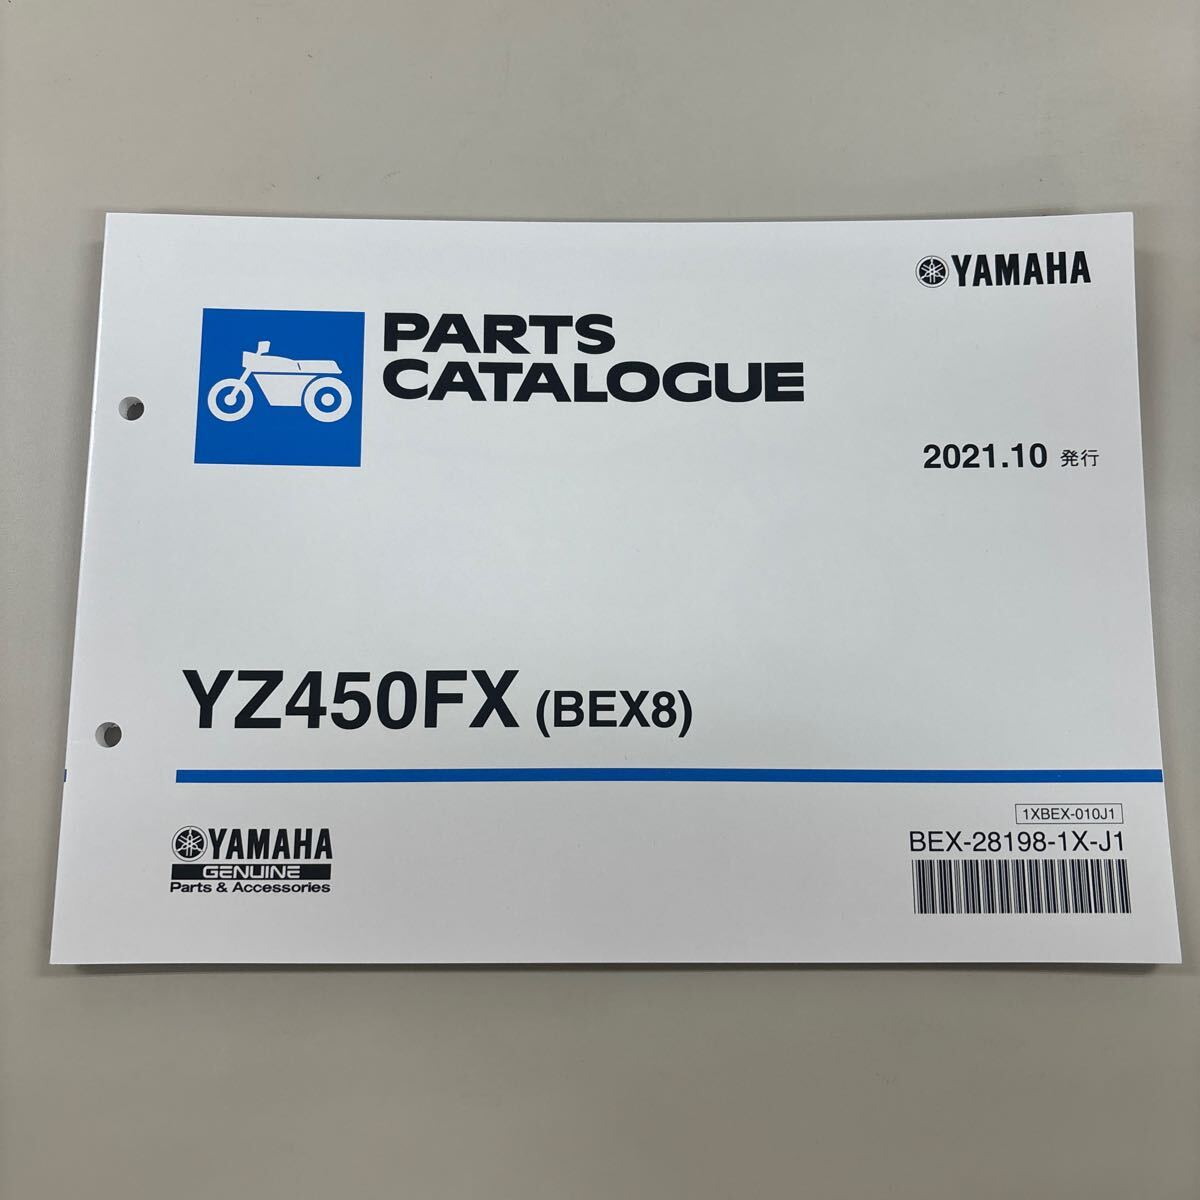 YAMAHA
PARTS
CATALOGUE
2021.10 発行
YZ450FX (BEX8)
1XBEX-010J1
BEX-28198-1X-J1
YAMAHA
GENUINE
Parts & Accessories